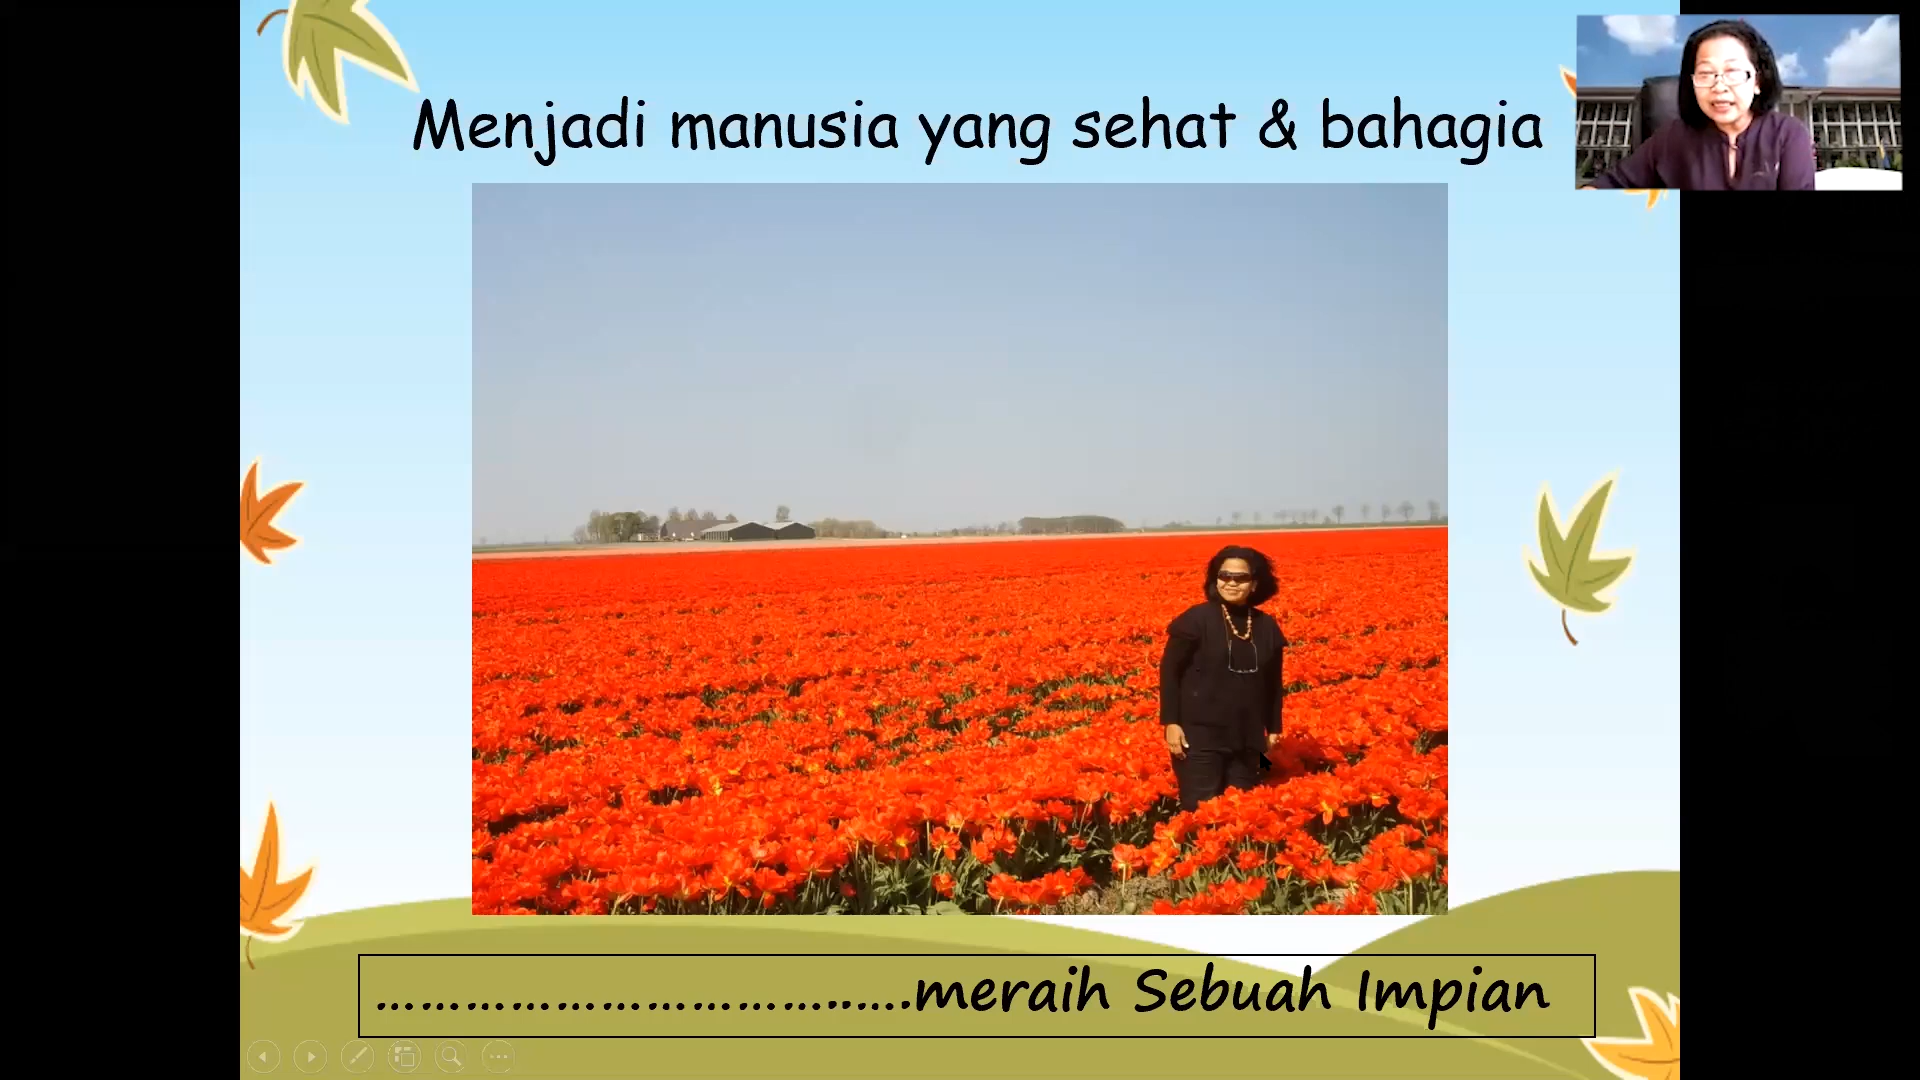 Menjadi manusia yang sehat & bahagia
…………………………..….meraih Sebuah Impian